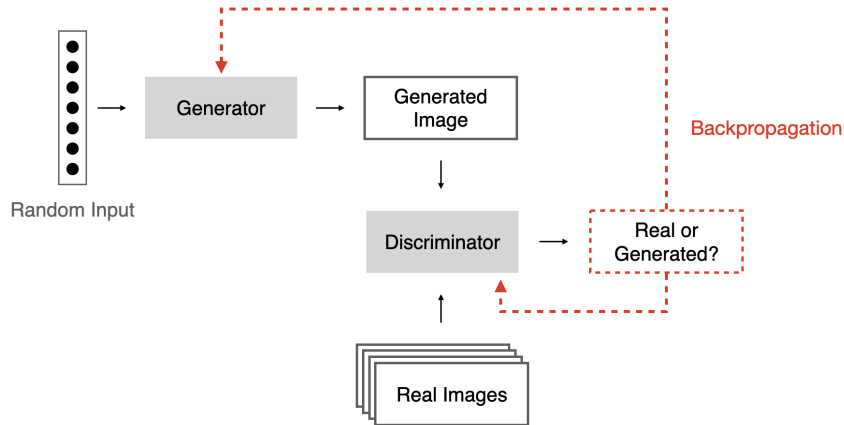 Generator
Generated
Image
Backpropagation
Random Input
Discriminator
Real or
Generated?
Real Images